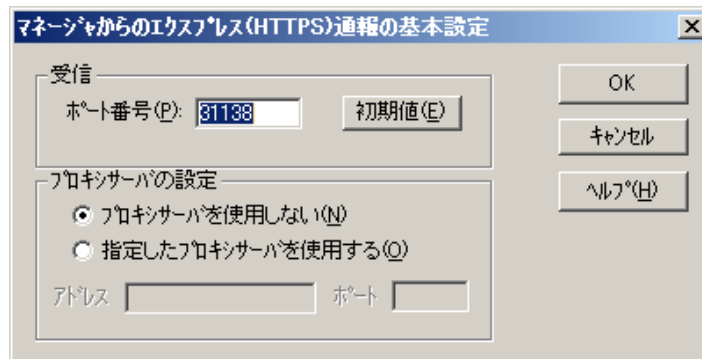 マネージャからのエクスプレス(HTTPS)通報の基本設定
受信
ポート番号(P): 31138 初期値(E)
OK
キャンセル
ヘルプ(H)
プロキシサーバの設定
プロキシサーバを使用しない(N)
指定したプロキシサーバを使用する(O)
アドレス ポート